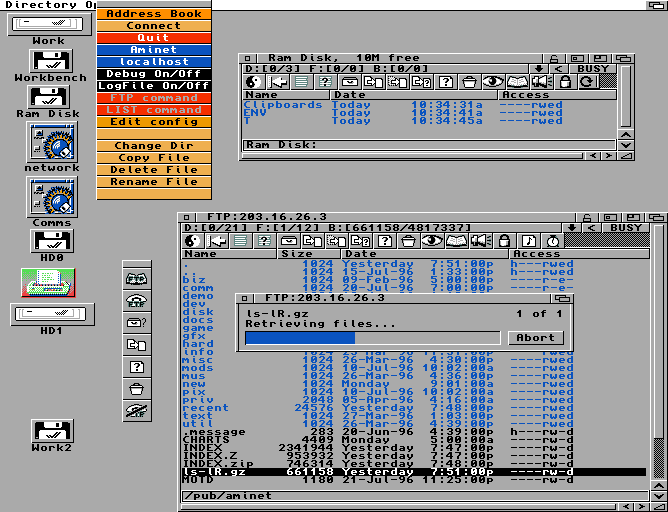 Directory Op
Address Book
Connect
Quit
Aminet
localhost
Debug On/Off
LogFile On/Off
FTP command
LIST command
Edit config
Change Dir
Copy File
Delete File
Rename File
Work
Workbench
Ram Disk
network
Comms
HD0
HD1
Work2
Ram Disk, 10M free
D:[0/3] F:[0/0] B:[0/0] < BUSY
Name Date Access
Clipboards Today 10:34:31a ----rwed
ENV Today 10:34:41a ----rwed
T Today 10:34:45a ----rwed
Ram Disk:
FTP:203.16.26.3
D:[0/21] F:[1/12] B:[661158/4817337] < BUSY
Name Size Date Access
. 1024 Yesterday 7:51:00p h---rwed
.. 1024 15-Jul-96 1:33:00p h---rwed
biz 1024 09-Feb-96 5:00:00a ----r-e-
comm 1024 20-Jul-96 7:00:00p ----r-e-
demo
dev
disk
docs
game
gfx
hard
info
misc 1024 26-Mar-96 4:30:00p ----rwed
mods 1024 10-Jul-96 10:02:00a ----rwed
mus 1024 26-Mar-96 4:36:00p ----rwed
new 1024 Monday 9:01:00a ----rwed
pix 1024 10-Jul-96 10:02:00a ----rwed
priv 2048 05-Apr-96 4:16:00a ----rwed
recent 24576 Yesterday 7:48:00p ----rwed
text 1024 27-Mar-96 1:03:00p ----rwed
util 1024 26-Mar-96 4:39:00p ----rwed
.message 283 20-Jun-96 4:39:00p h---rw-d
CHARTS 4409 Monday 5:00:00a ----rw-d
INDEX 2341944 Yesterday 7:47:00p ----rw-d
INDEX.Z 953932 Yesterday 7:47:00p ----rw-d
INDEX.zip 746314 Yesterday 7:48:00p ----rw-d
ls-lR.gz 661158 Yesterday 7:51:00p ----rw-d
MOTD 1180 21-Jul-96 11:25:00p ----rw-d
/pub/aminet
FTP:203.16.26.3
ls-lR.gz 1 of 1
Retrieving files...
Abort